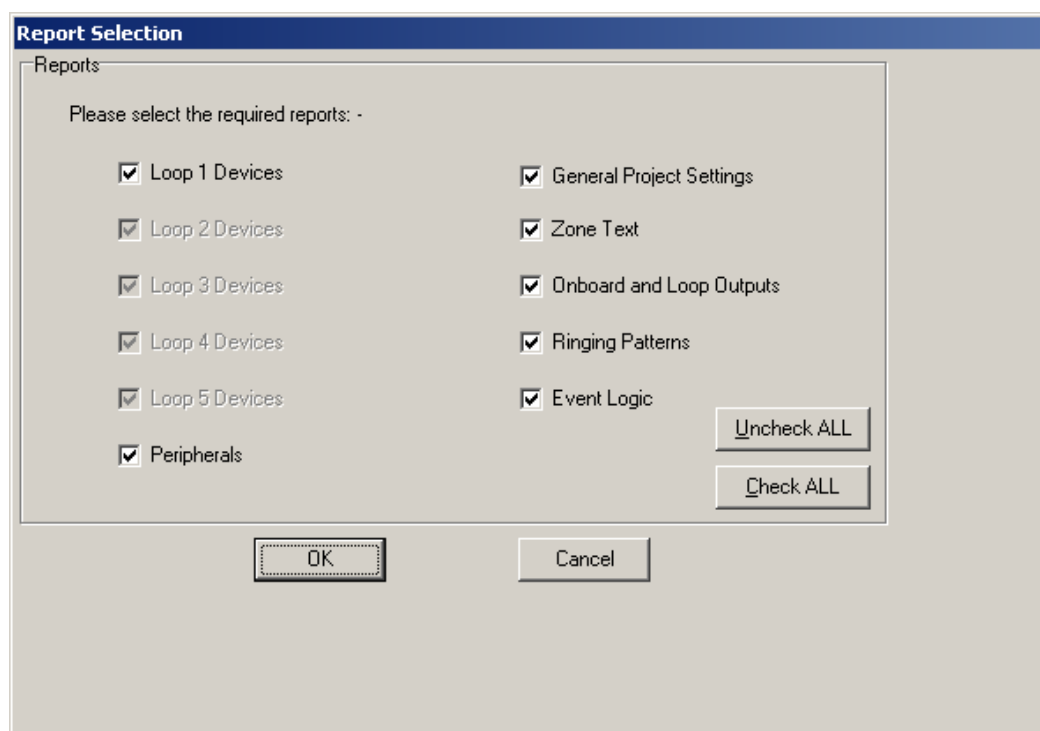 Report Selection
Reports
Please select the required reports: -
Loop 1 Devices
Loop 2 Devices
Loop 3 Devices
Loop 4 Devices
Loop 5 Devices
Peripherals
General Project Settings
Zone Text
Onboard and Loop Outputs
Ringing Patterns
Event Logic
Uncheck ALL
Check ALL
OK
Cancel